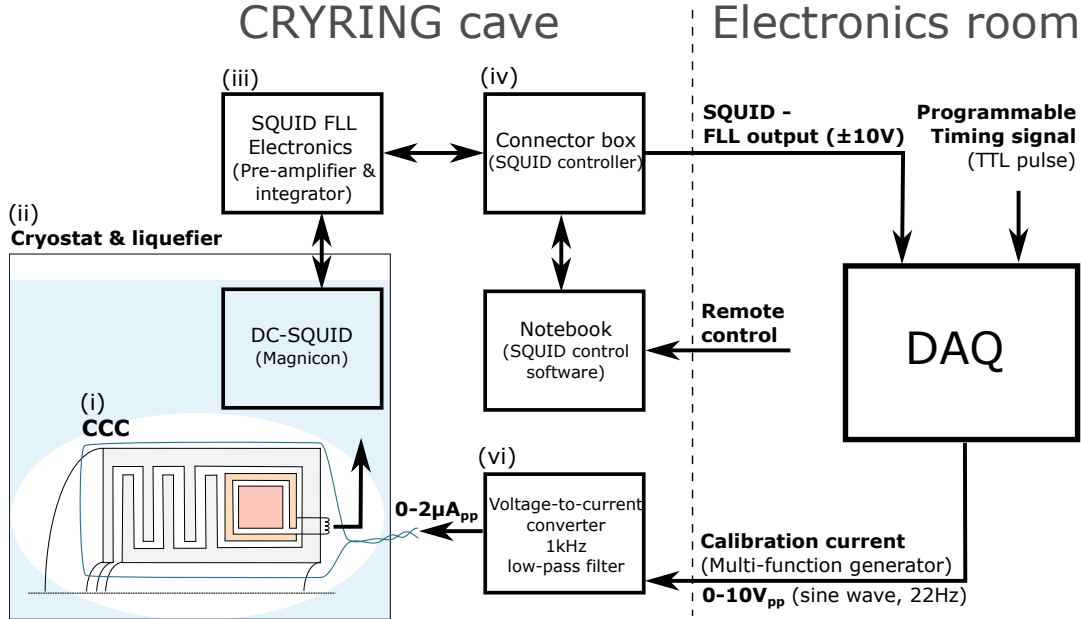 CRYRING cave
Electronics room
(iii)
SQUID FLL
Electronics
(Pre-amplifier &
integrator)
(iv)
Connector box
(SQUID controller)
SQUID -
FLL output (±10V)
Programmable
Timing signal
(TTL pulse)
(ii)
Cryostat & liquefier
DC-SQUID
(Magnicon)
Notebook
(SQUID control
software)
Remote
control
DAQ
(i)
CCC
(vi)
Voltage-to-current
converter
1kHz
low-pass filter
0-2µApp
Calibration current
(Multi-function generator)
0-10Vpp (sine wave, 22Hz)